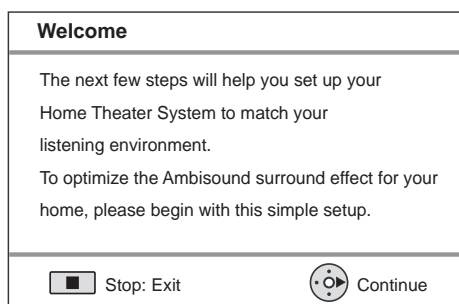 Welcome
The next few steps will help you set up your
Home Theater System to match your
listening environment.
To optimize the Ambisound surround effect for your
home, please begin with this simple setup.
Stop: Exit
Continue